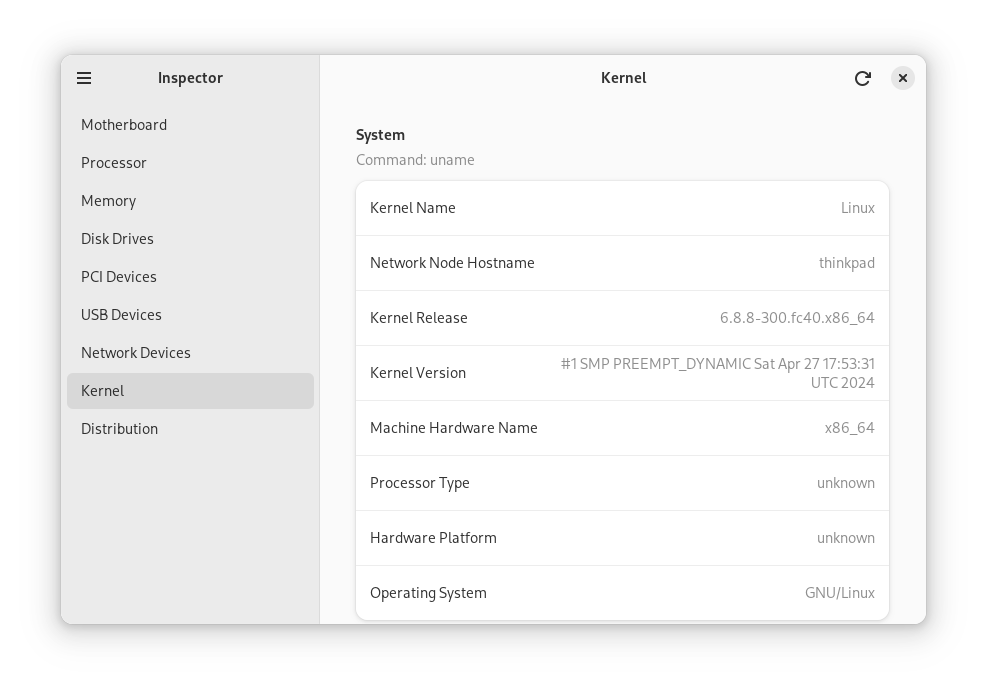 Inspector
Motherboard
Processor
Memory
Disk Drives
PCI Devices
USB Devices
Network Devices
Kernel
Distribution
Kernel
System
Command: uname
Kernel Name
Linux
Network Node Hostname
thinkpad
Kernel Release
6.8.8-300.fc40.x86_64
Kernel Version
#1 SMP PREEMPT_DYNAMIC Sat Apr 27 17:53:31
UTC 2024
Machine Hardware Name
x86_64
Processor Type
unknown
Hardware Platform
unknown
Operating System
GNU/Linux